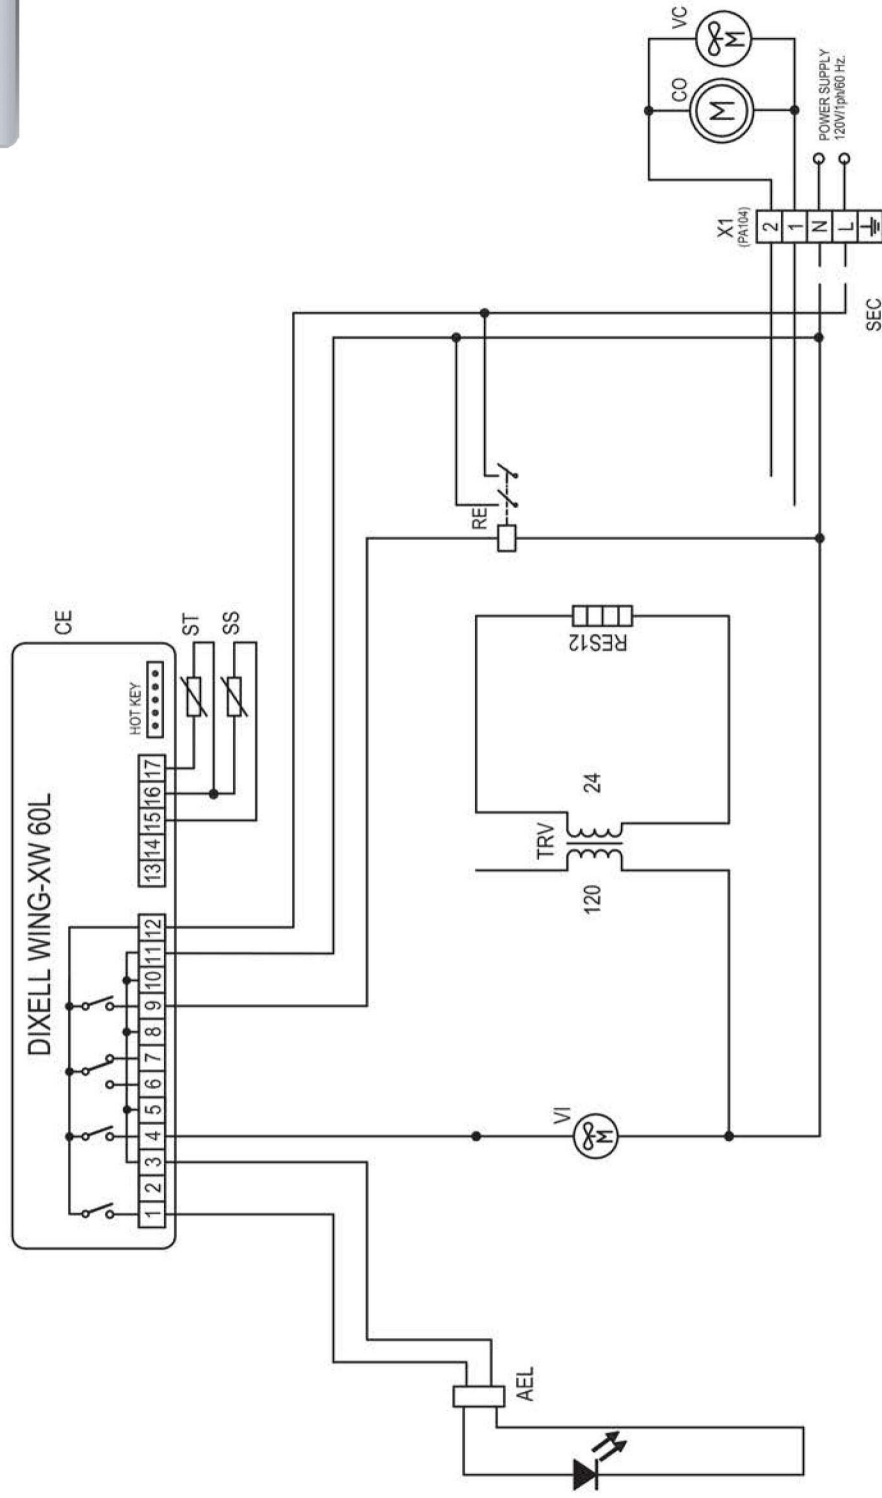 DIXELL WING-XW 60L
CE
HOT KEY
1 2 3 4 5 6 7 8 9 10 11 12
13 14 15 16 17
ST
SS
AEL
VI
TRV
120
24
RES12
RE
SEC
X1
(PA104)
2
1
N
L
CO
VC
M
M
M
POWER SUPPLY
120V/1ph/60 Hz.